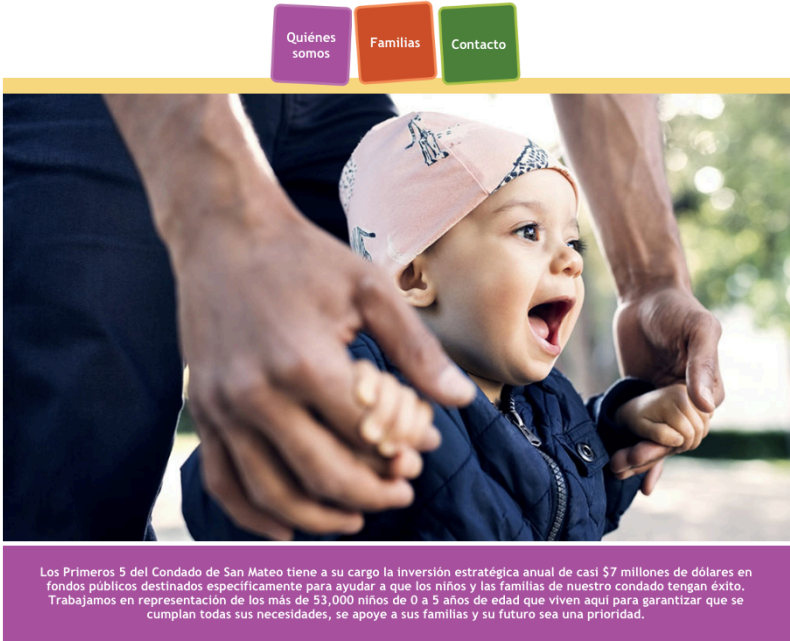 Quiénes
somos
Familias
Contacto
Los Primeros 5 del Condado de San Mateo tiene a su cargo la inversión estratégica anual de casi $7 millones de dólares en
fondos públicos destinados específicamente para ayudar a que los niños y las familias de nuestro condado tengan éxito.
Trabajamos en representación de los más de 53,000 niños de 0 a 5 años de edad que viven aquí para garantizar que se
cumplan todas sus necesidades, se apoye a sus familias y su futuro sea una prioridad.